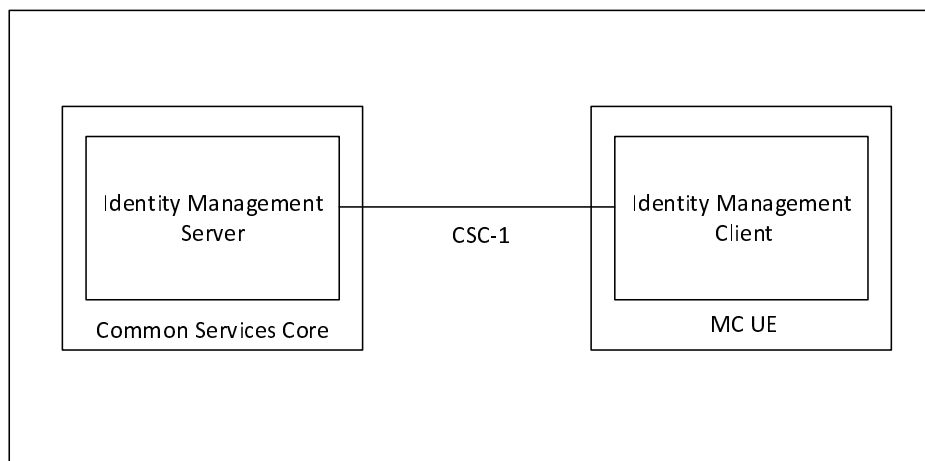 Identity Management
Server
Common Services Core
CSC-1
Identity Management
Client
MC UE